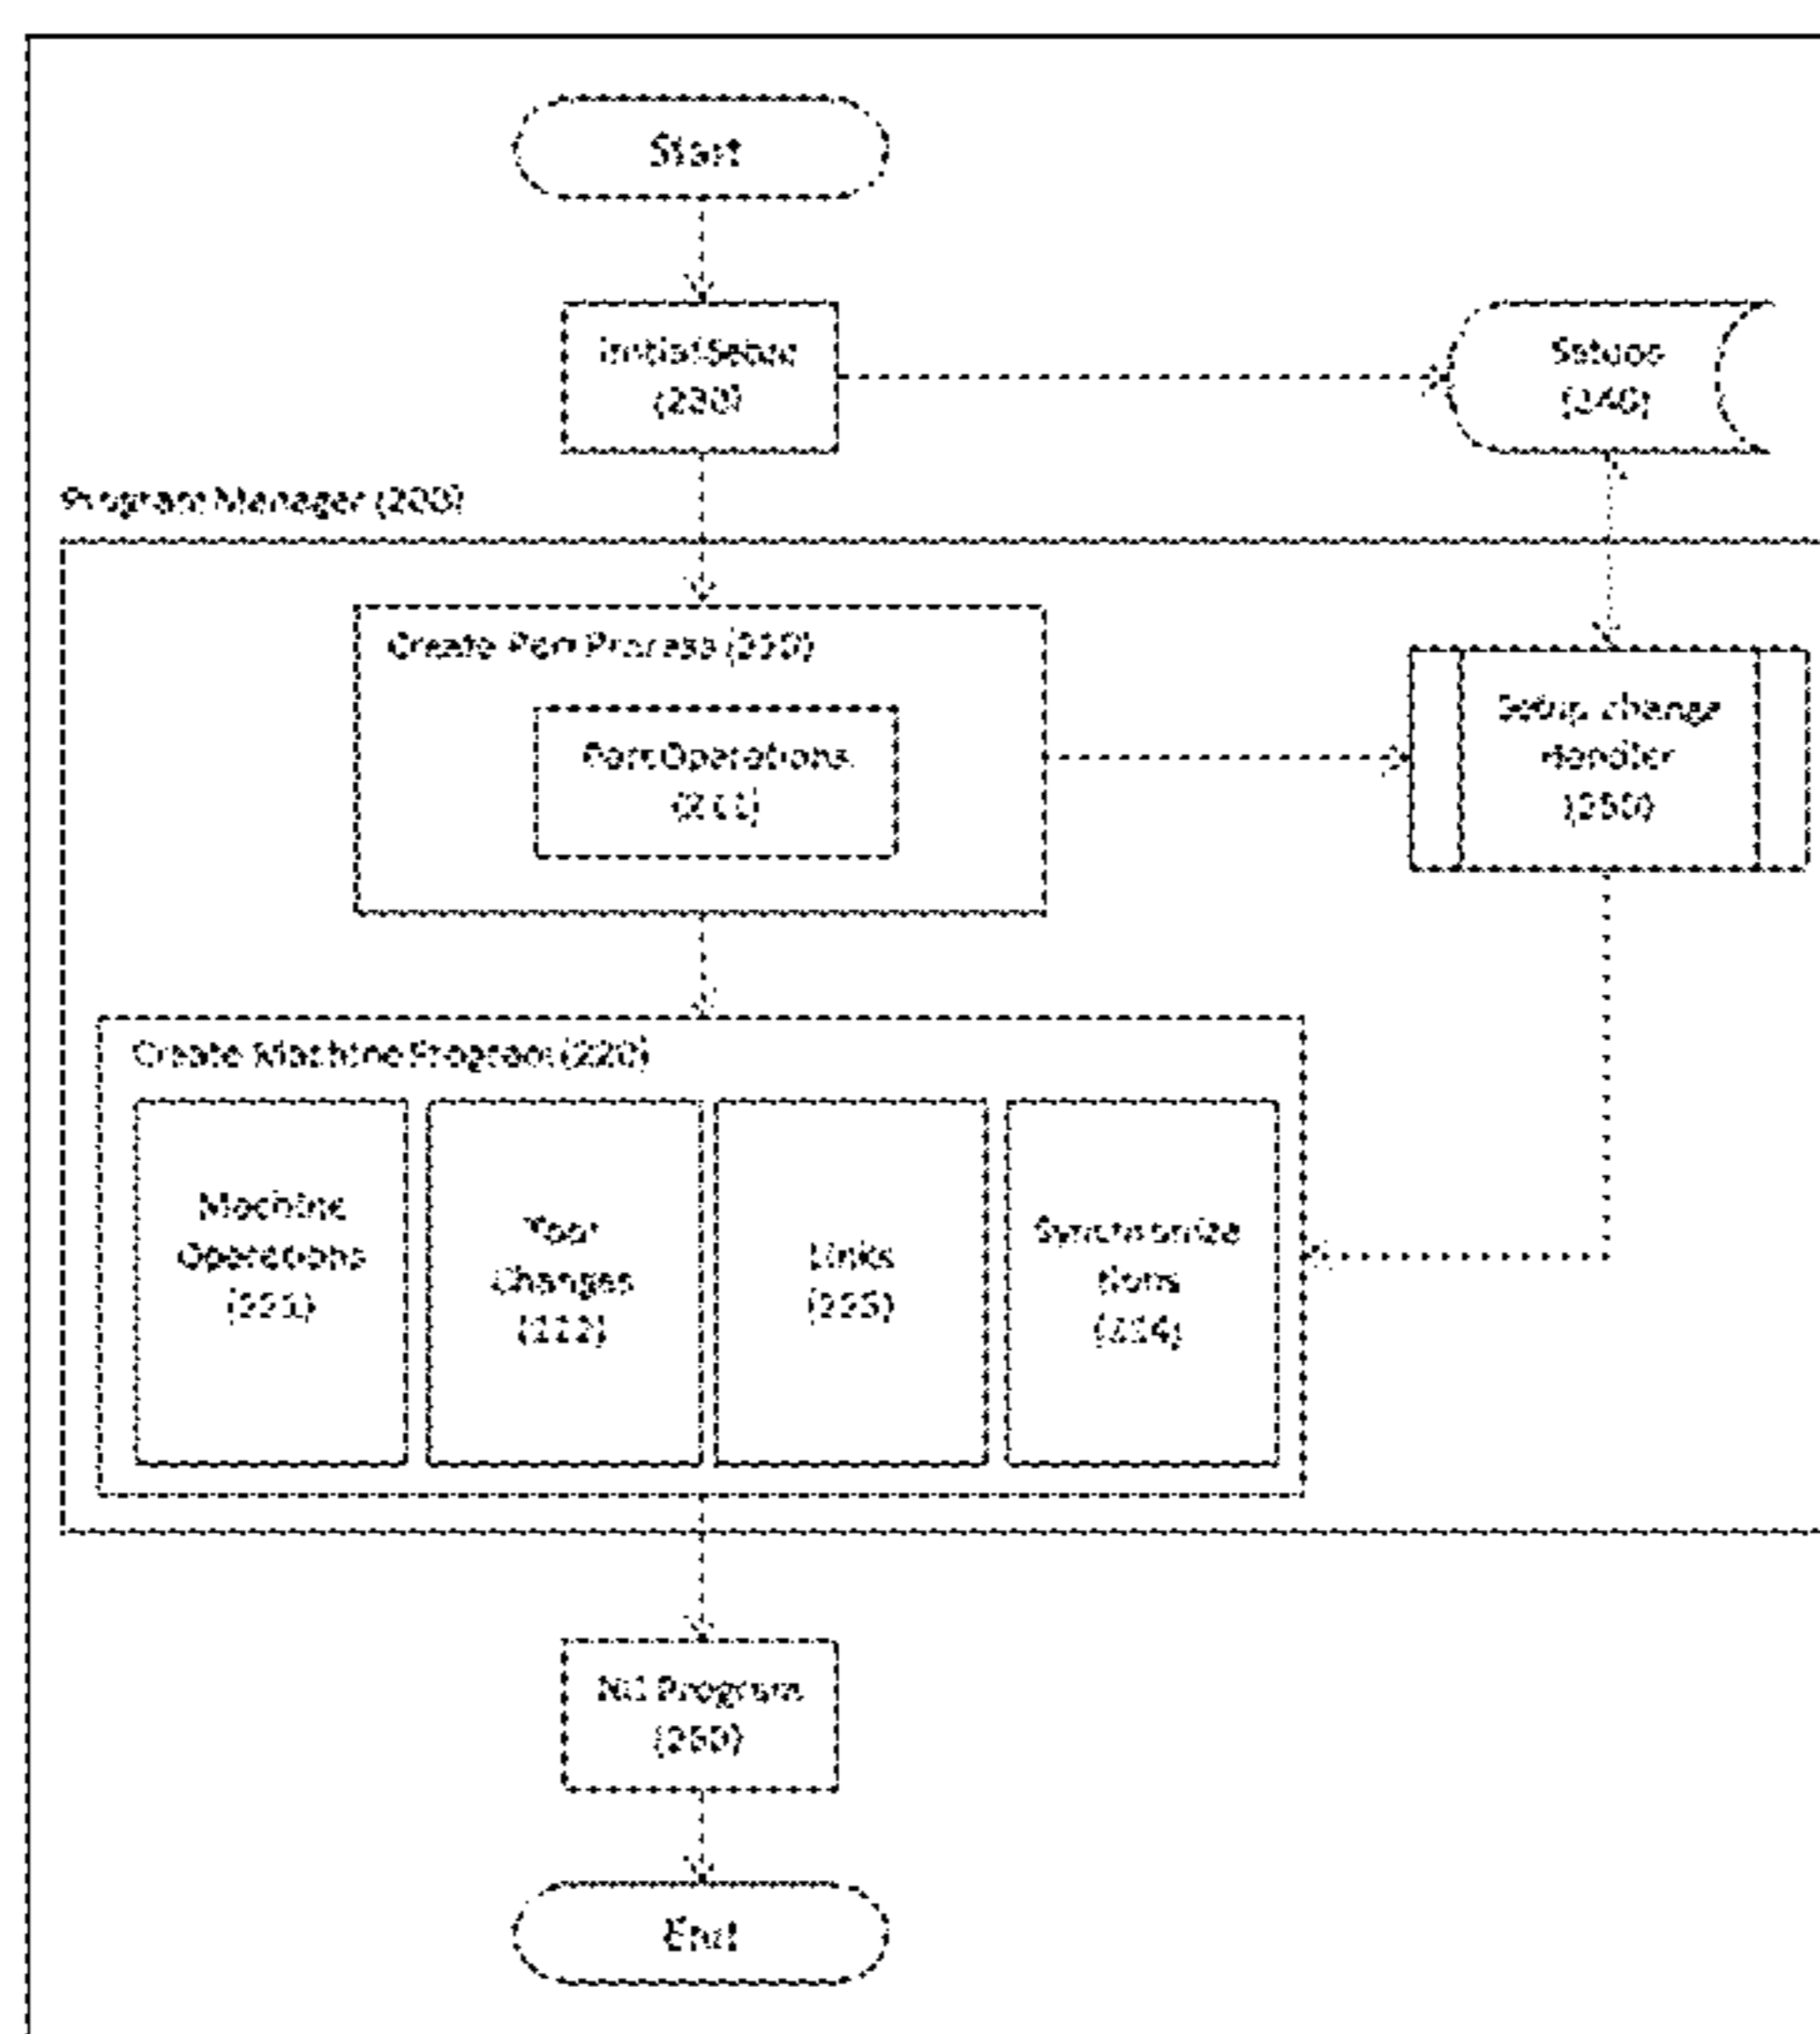 Start
Initial Setup
(230)
Setups
(240)
Program Manager (200)
Create Part Process (210)
Part Operations
(211)
Setup change
Handler
(250)
Create Machine Program (220)
Machine
Operations
(221)
Tool
Changes
(222)
Links
(223)
Synchroniza
tions
(224)
NC Program
(260)
End